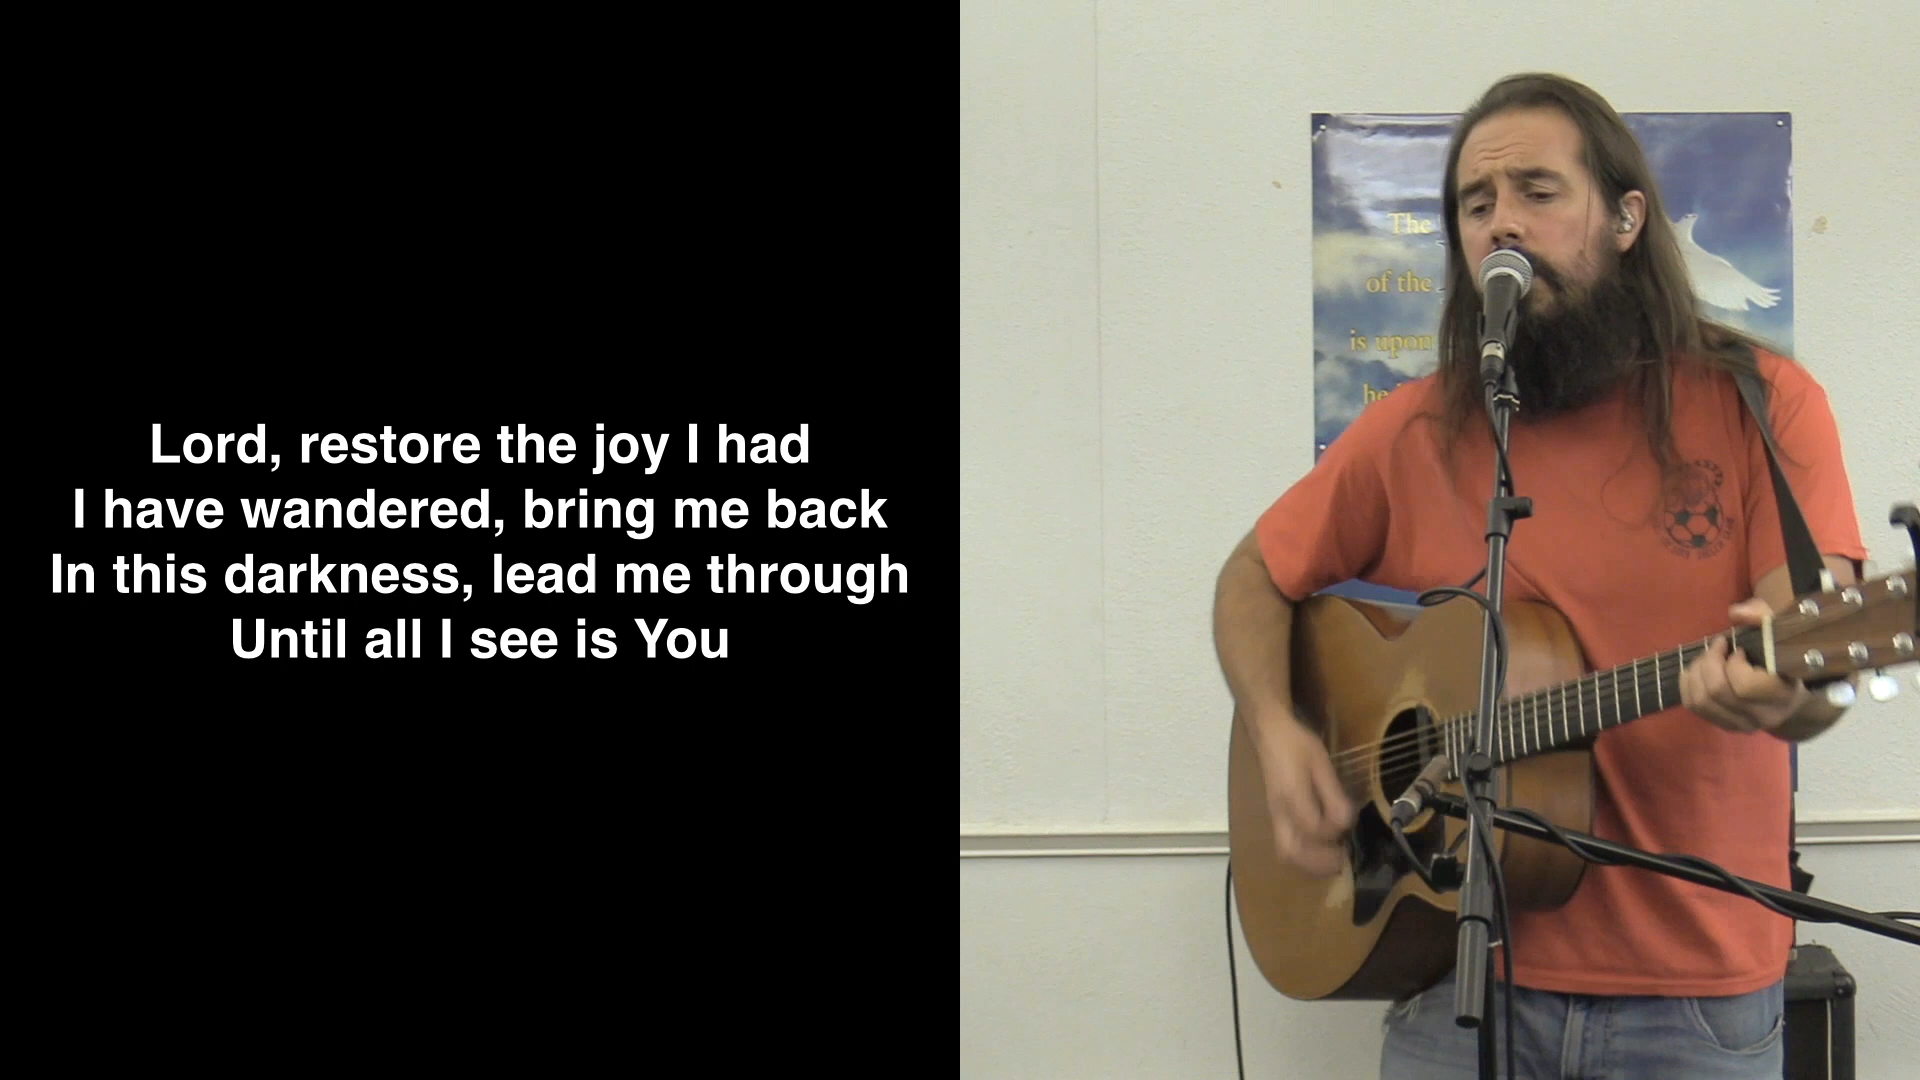 Lord, restore the joy I had
I have wandered, bring me back
In this darkness, lead me through
Until all I see is You
The
of the
is upon
he